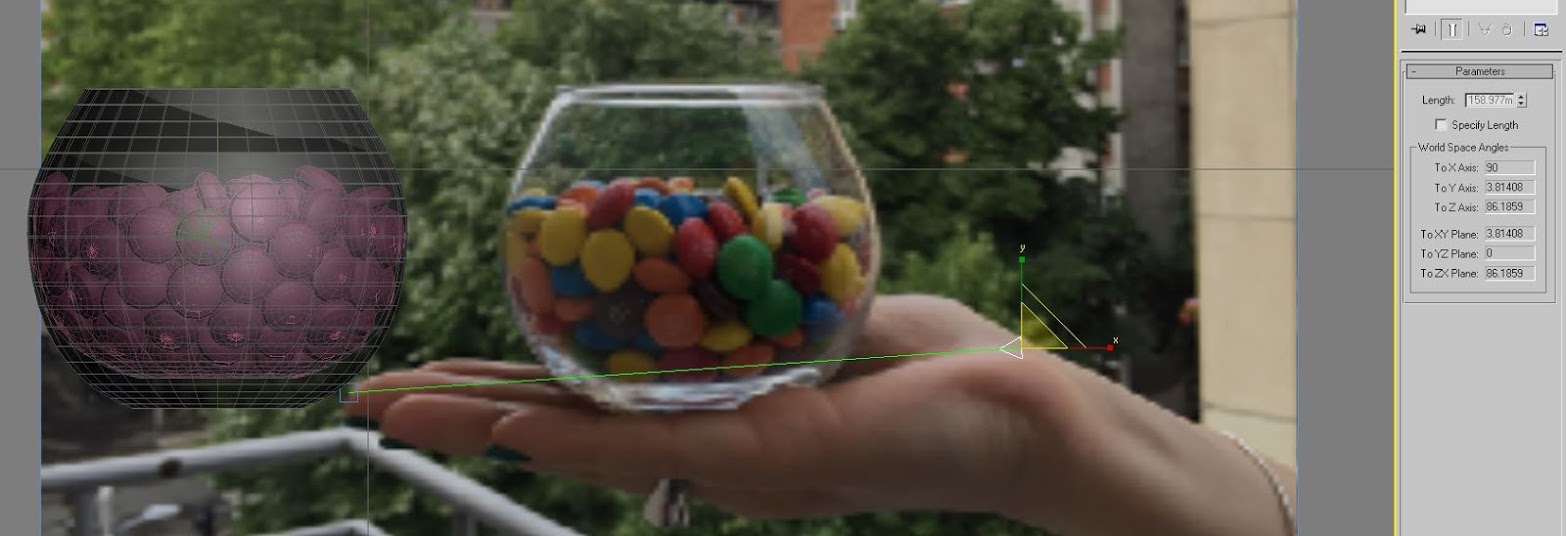 - Parameters
Length: 158.977m
Specify Length
World Space Angles
To X Axis: 90
To Y Axis: 3.81408
To Z Axis: 86.1859
To XY Plane: 3.81408
To YZ Plane: 0
To ZX Plane: 86.1859
y
x